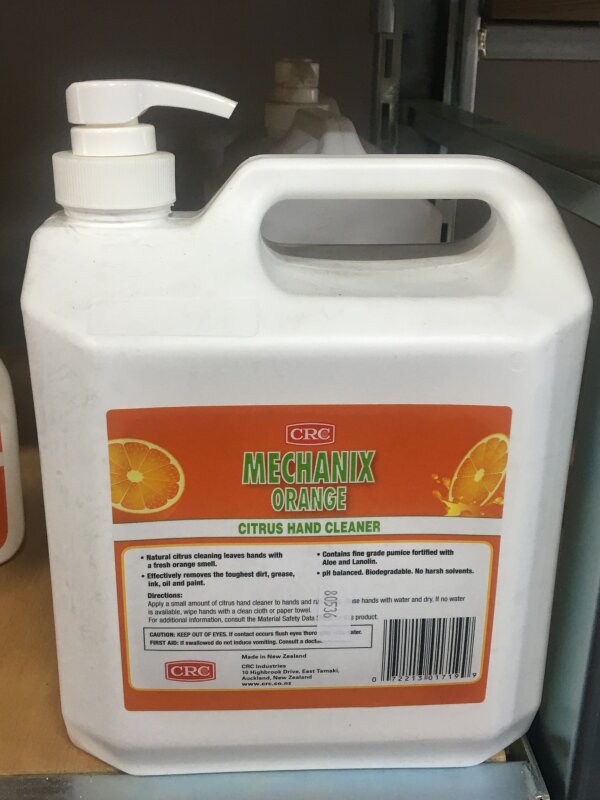 CRC
MECHANIX
ORANGE
CITRUS HAND CLEANER
• Natural citrus cleaning leaves hands with
a fresh orange smell.
• Effectively removes the toughest dirt, grease,
ink, oil and paint.
• Contains fine grade pumice fortified with
Aloe and Lanolin.
• pH balanced. Biodegradable. No harsh solvents.
Directions:
Apply a small amount of citrus hand cleaner to hands and hands with water and dry. If no water
is available, wipe hands with a clean cloth or paper towel.
For additional information, consult the Material Safety Data product.
80536
CAUTION: KEEP OUT OF EYES. If contact occurs flush eyes water.
FIRST AID: If swallowed do not induce vomiting. Consult a
Made in New Zealand
CRC
CRC Industries
10 Highbrook Drive, East Tamaki,
Auckland, New Zealand
www.crc.co.nz
0 72213 01719 9